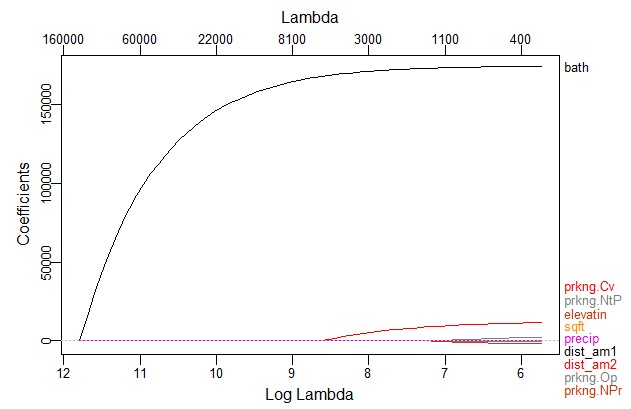 Lambda
160000 60000 22000 8100 3000 1100 400
Coefficients
150000
100000
50000
0
bath
prkng.Cv
prkng.NtP
elevatin
sqft
precip
dist_am1
dist_am2
prkng.Op
prkng.NPr
12 11 10 9 8 7 6
Log Lambda